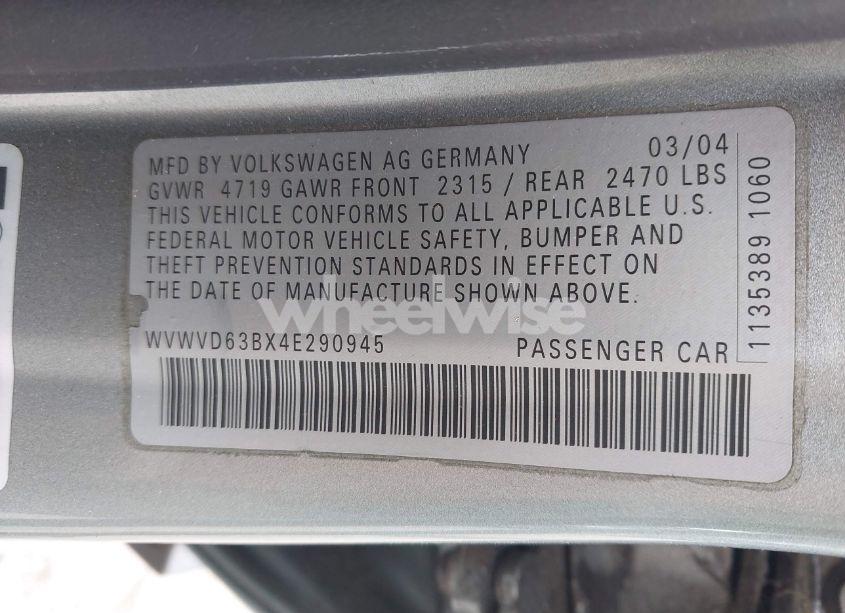 MFD BY VOLKSWAGEN AG GERMANY 03/04
GVWR 4719 GAWR FRONT 2315 / REAR 2470 LBS
THIS VEHICLE CONFORMS TO ALL APPLICABLE U.S.
FEDERAL MOTOR VEHICLE SAFETY, BUMPER AND
THEFT PREVENTION STANDARDS IN EFFECT ON
THE DATE OF MANUFACTURE SHOWN ABOVE.
wheelwise
WVWVD63BX4E290945 PASSENGER CAR
1135389 1060